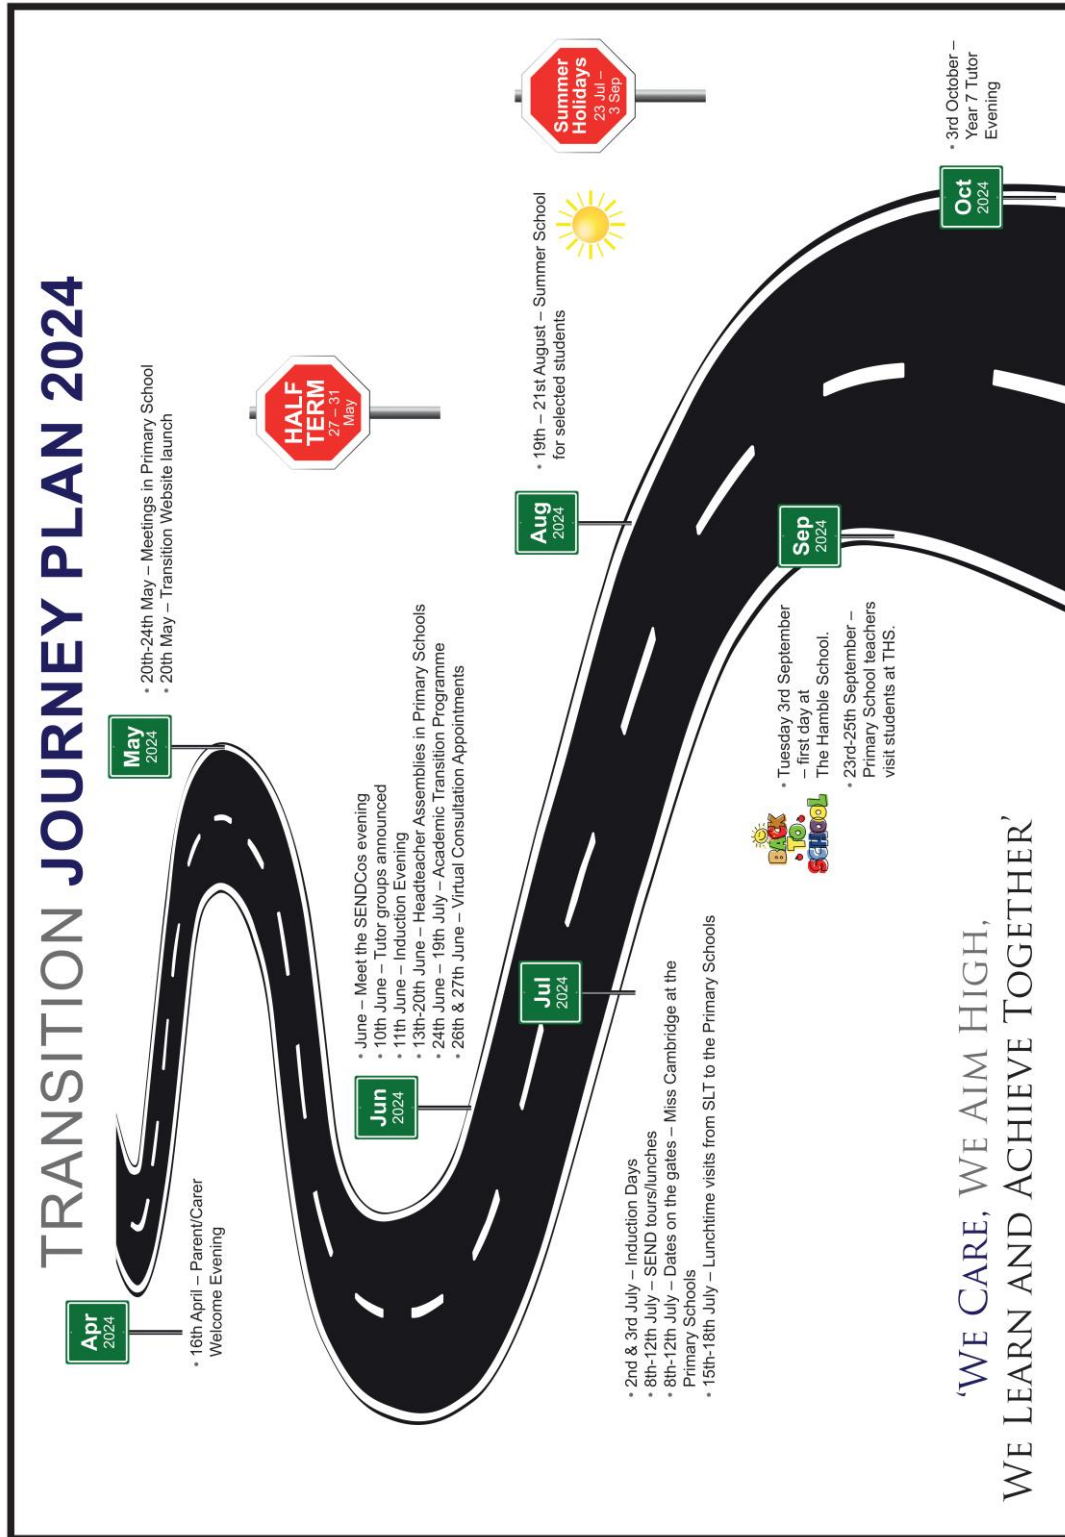 TRANSITION JOURNEY PLAN 2024
Apr
2024
• 16th April – Parent/Carer
Welcome Evening
May
2024
• 20th-24th May – Meetings in Primary School
• 20th May – Transition Website launch
HALF
TERM
27 – 31
May
Jun
2024
• June – Meet the SENDCos evening
• 10th June – Tutor groups announced
• 11th June – Induction Evening
• 13th-20th June – Headteacher Assemblies in Primary Schools
• 24th June – 19th July – Academic Transition Programme
• 26th & 27th June – Virtual Consultation Appointments
Jul
2024
• 2nd & 3rd July – Induction Days
• 8th-12th July – SEND tours/lunches
• 8th-12th July – Dates on the gates – Miss Cambridge at the
Primary Schools
• 15th-18th July – Lunchtime visits from SLT to the Primary Schools
Aug
2024
• 19th – 21st August – Summer School
for selected students
Summer
Holidays
23 Jul –
3 Sep
Sep
2024
BACK
TO
SCHOOL
• Tuesday 3rd September
– first day at
The Hamble School.
• 23rd-25th September –
Primary School teachers
visit students at THS.
Oct
2024
• 3rd October –
Year 7 Tutor
Evening
‘We Care, We Aim High,
We Learn and Achieve Together’